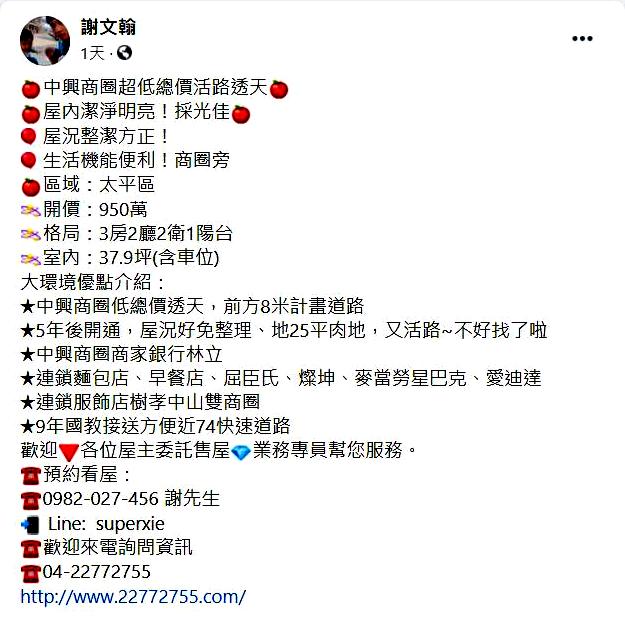 謝文翰
1天 ·
🍎中興商圈超低總價活路透天🍎
🍎屋內潔淨明亮！採光佳🍎
🎈屋況整潔方正！
🎈生活機能便利！商圈旁
🍎區域：太平區
開價：950萬
格局：3房2廳2衛1陽台
室內：37.9坪(含車位)
大環境優點介紹：
★中興商圈低總價透天，前方8米計畫道路
★5年後開通，屋況好免整理、地25平肉地，又活路~不好找了啦
★中興商圈商家銀行林立
★連鎖麵包店、早餐店、屈臣氏、燦坤、麥當勞星巴克、愛迪達
★連鎖服飾店樹孝中山雙商圈
★9年國教接送方便近74快速道路
歡迎🔻各位屋主委託售屋💎業務專員幫您服務。
☎️預約看屋：
☎️0982-027-456 謝先生
📲 Line: superxie
☎️歡迎來電詢問資訊
☎️04-22772755
http://www.22772755.com/